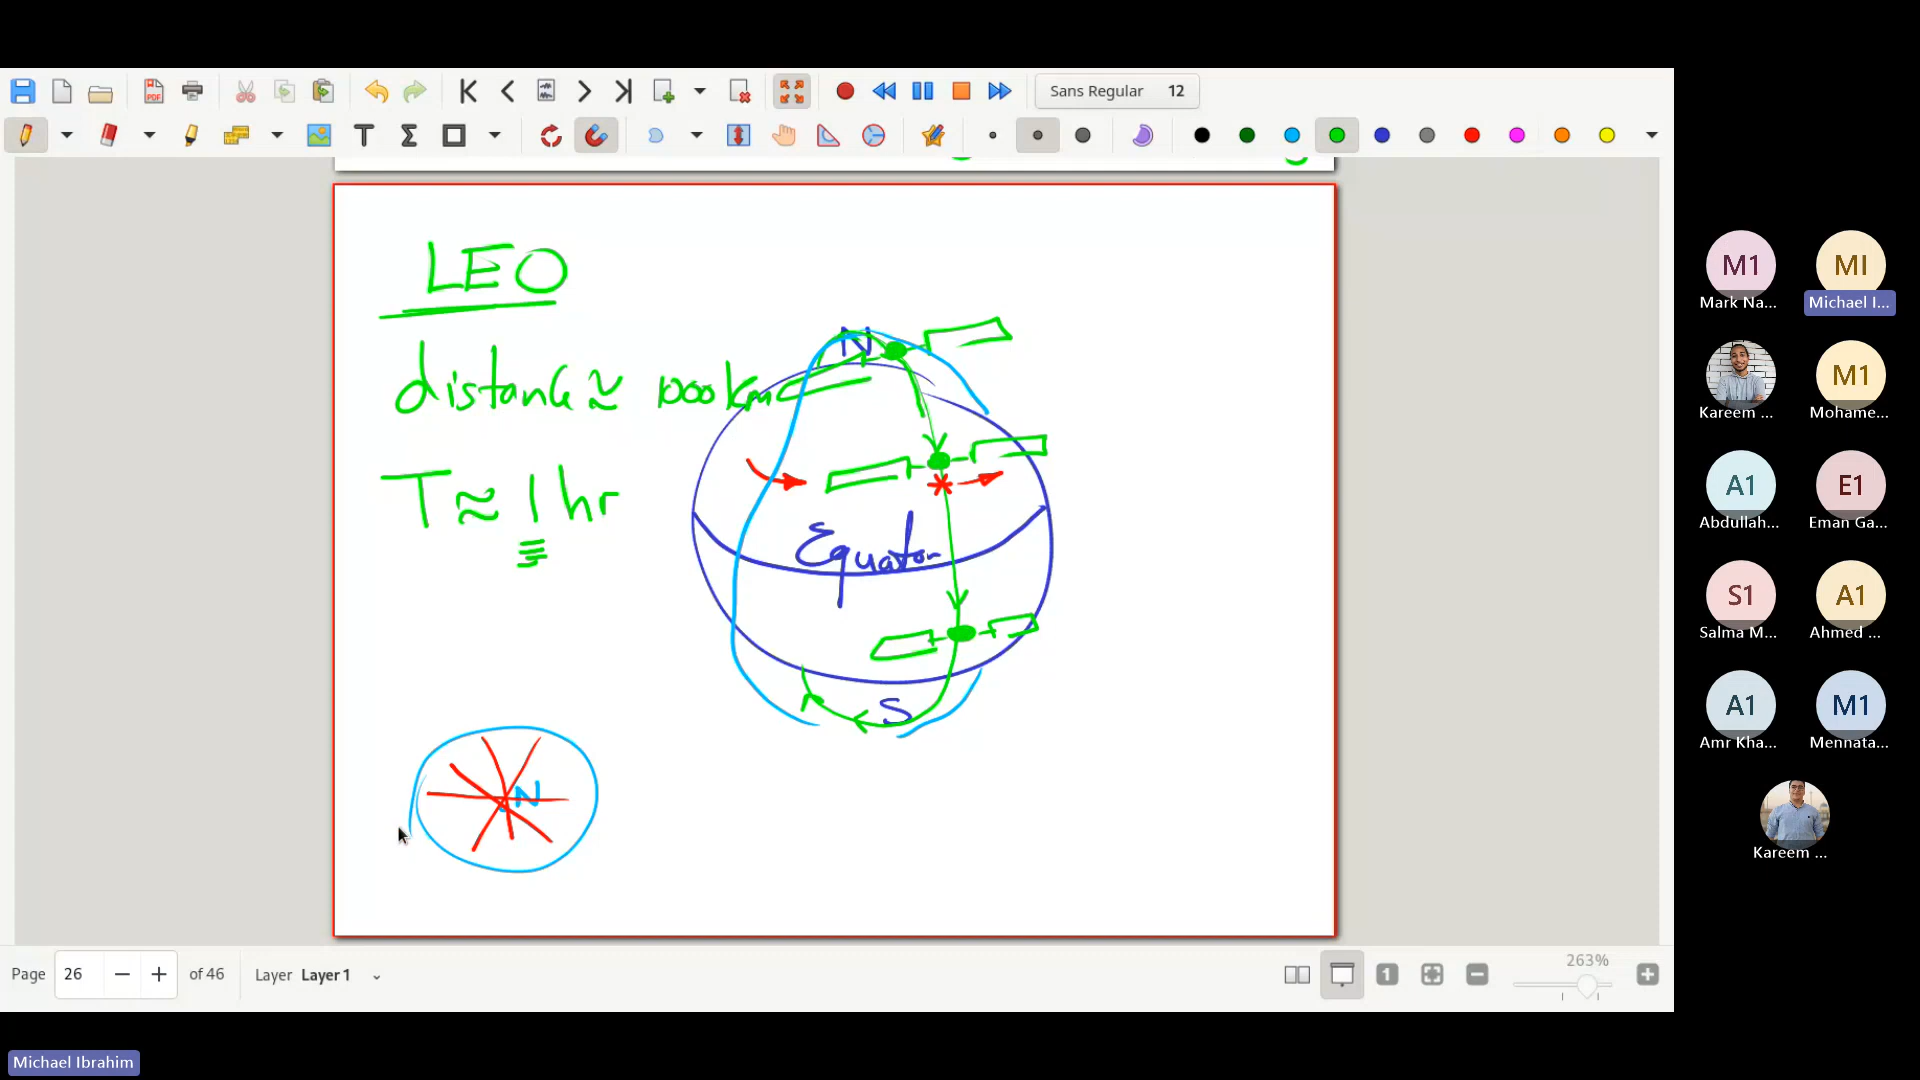 PDF
Sans Regular 12
T Σ
LEO
distance ≈ 1000 km
T ≈ 1 hr
N
Equator
S
N
M1 MI
Mark Na... Michael I...
M1
Kareem ... Mohame...
A1 E1
Abdullah... Eman Ga...
S1 A1
Salma M... Ahmed ...
A1 M1
Amr Kha... Mennata...
Kareem ...
Page 26 of 46 Layer Layer 1 1 263%
Michael Ibrahim